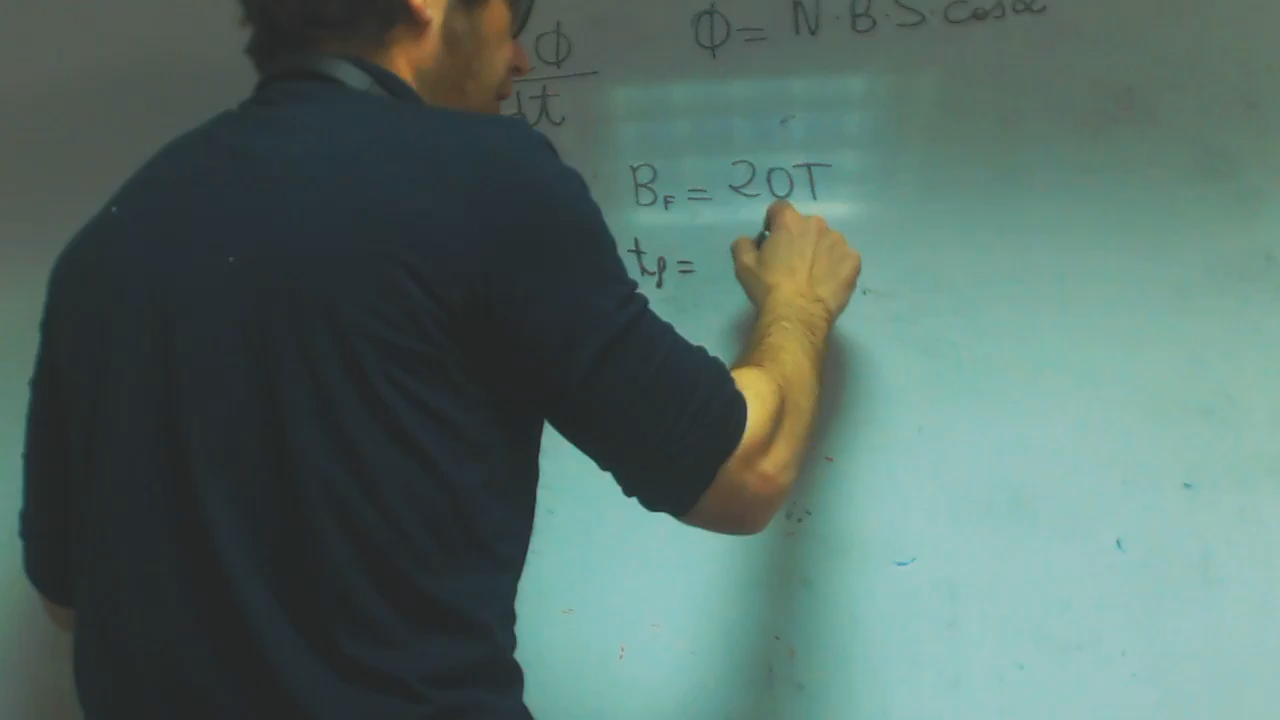 Φ = N·B·S·cosα
dΦ
dt
B_F = 20T
t_F =